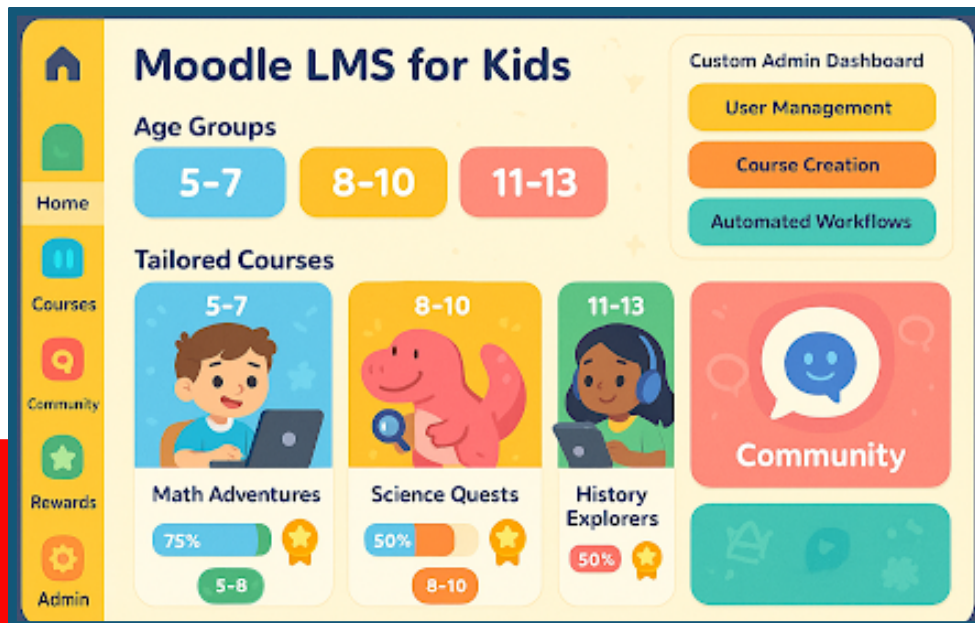 Moodle LMS for Kids
Age Groups
5-7
8-10
11-13
Tailored Courses
5-7
8-10
11-13
Math Adventures
Science Quests
History
Explorers
75%
50%
50%
5-8
8-10
Custom Admin Dashboard
User Management
Course Creation
Automated Workflows
Community
Home
Courses
Community
Rewards
Admin